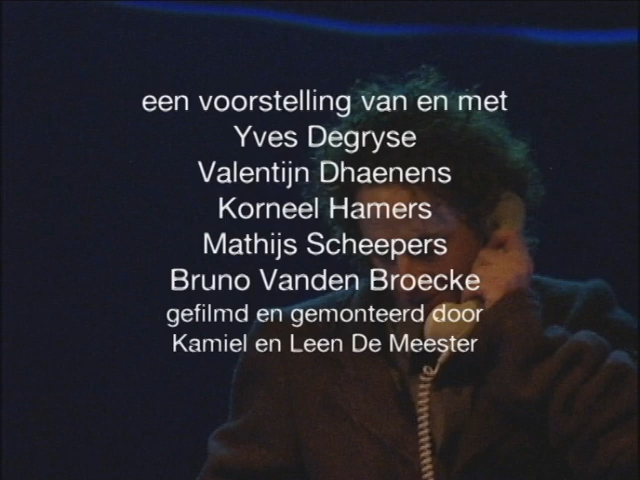 een voorstelling van en met
Yves Degryse
Valentijn Dhaenens
Korneel Hamers
Mathijs Scheepers
Bruno Vanden Broecke
gefilmd en gemonteerd door
Kamiel en Leen De Meester